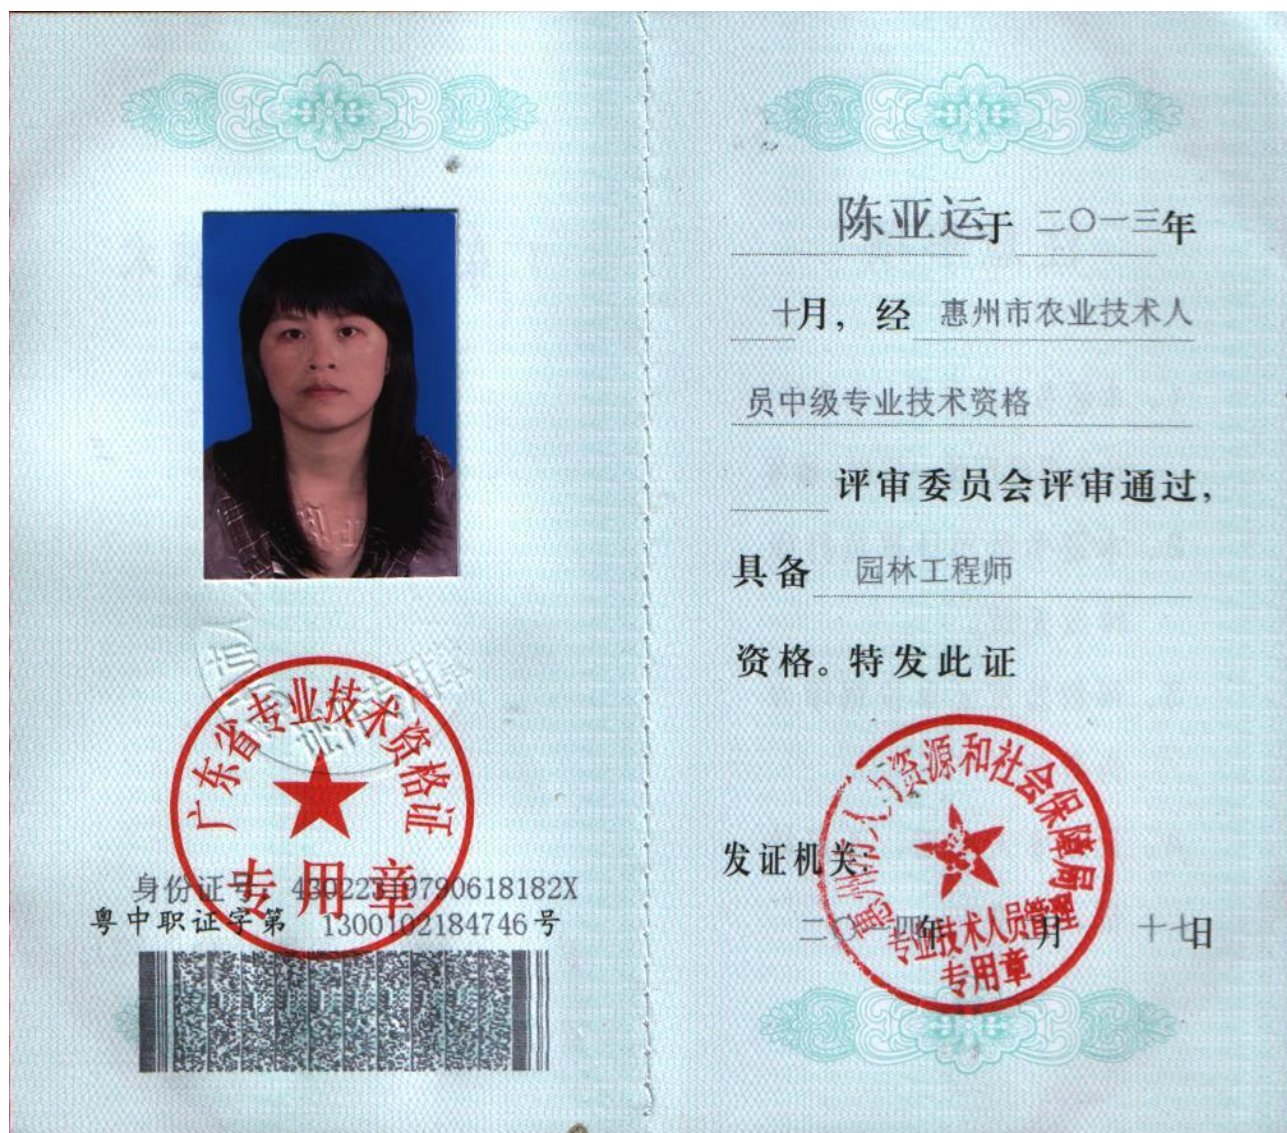 广东省专业技术资格证
专用章
身份证号
粤中职证字第 1300102184746号
陈亚运于 二〇一三年
十月，经 惠州市农业技术人
员中级专业技术资格
评审委员会评审通过，
具备 园林工程师
资格。特发此证
惠州市人力资源和社会保障局
专业技术人员管理
专用章
发证机关：
年 月 十七日